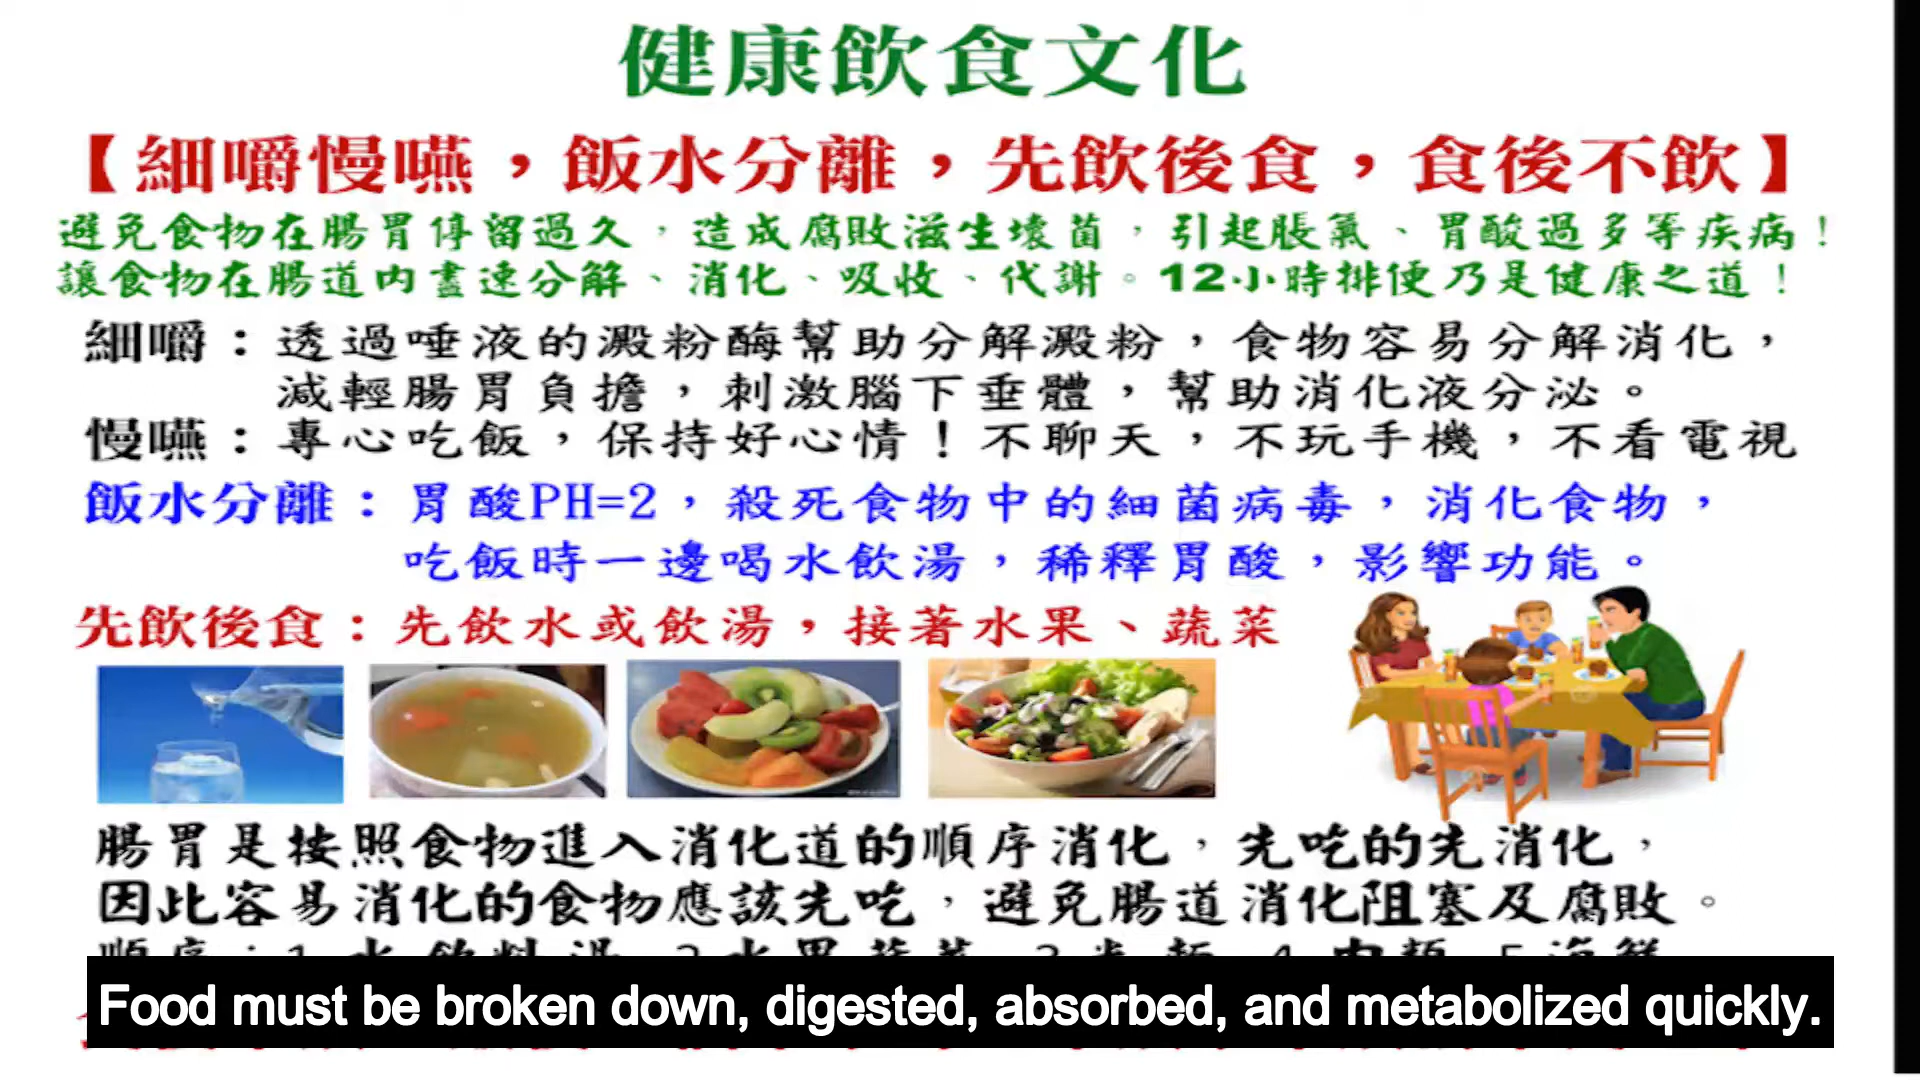 健康飲食文化
【細嚼慢嚥，飯水分離，先飲後食，食後不飲】
避免食物在腸胃停留過久，造成腐敗滋生壞菌，引起脹氣、胃酸過多等疾病！
讓食物在腸道內盡速分解、消化、吸收、代謝。12小時排便乃是健康之道！
細嚼：透過唾液的澱粉酶幫助分解澱粉，食物容易分解消化，
減輕腸胃負擔，刺激腦下垂體，幫助消化液分泌。
慢嚥：專心吃飯，保持好心情！不聊天，不玩手機，不看電視
飯水分離：胃酸PH=2，殺死食物中的細菌病毒，消化食物，
吃飯時一邊喝水飲湯，稀釋胃酸，影響功能。
先飲後食：先飲水或飲湯，接著水果、蔬菜
腸胃是按照食物進入消化道的順序消化，先吃的先消化，
因此容易消化的食物應該先吃，避免腸道消化阻塞及腐敗。
Food must be broken down, digested, absorbed, and metabolized quickly.